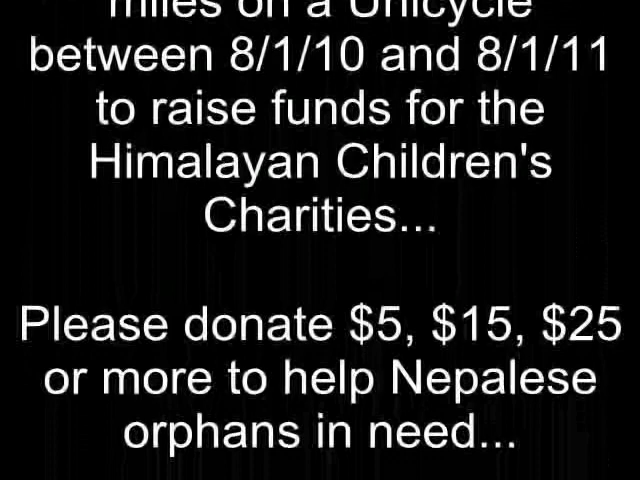 miles on a Unicycle
between 8/1/10 and 8/1/11
to raise funds for the
Himalayan Children's
Charities...
Please donate $5, $15, $25
or more to help Nepalese
orphans in need...